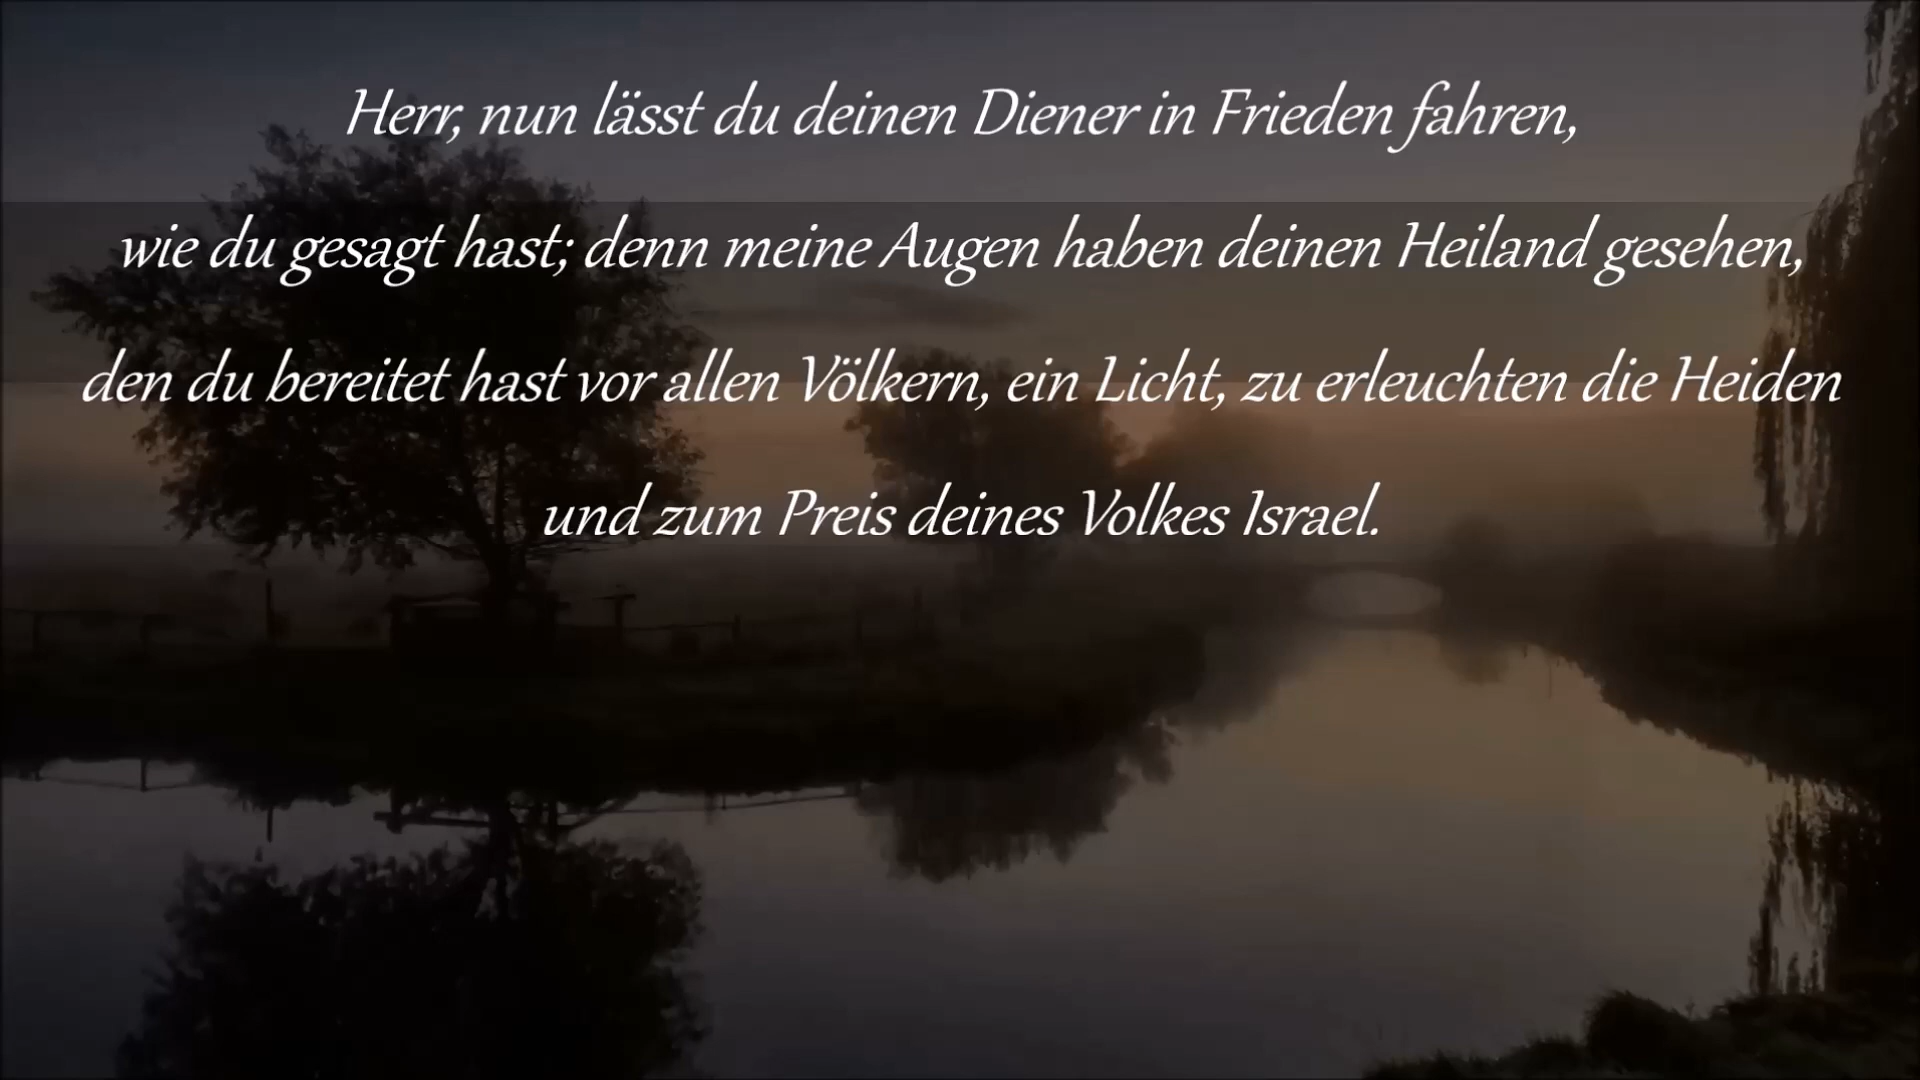 Herr, nun lässt du deinen Diener in Frieden fahren,
wie du gesagt hast; denn meine Augen haben deinen Heiland gesehen,
den du bereitet hast vor allen Völkern, ein Licht, zu erleuchten die Heiden
und zum Preis deines Volkes Israel.